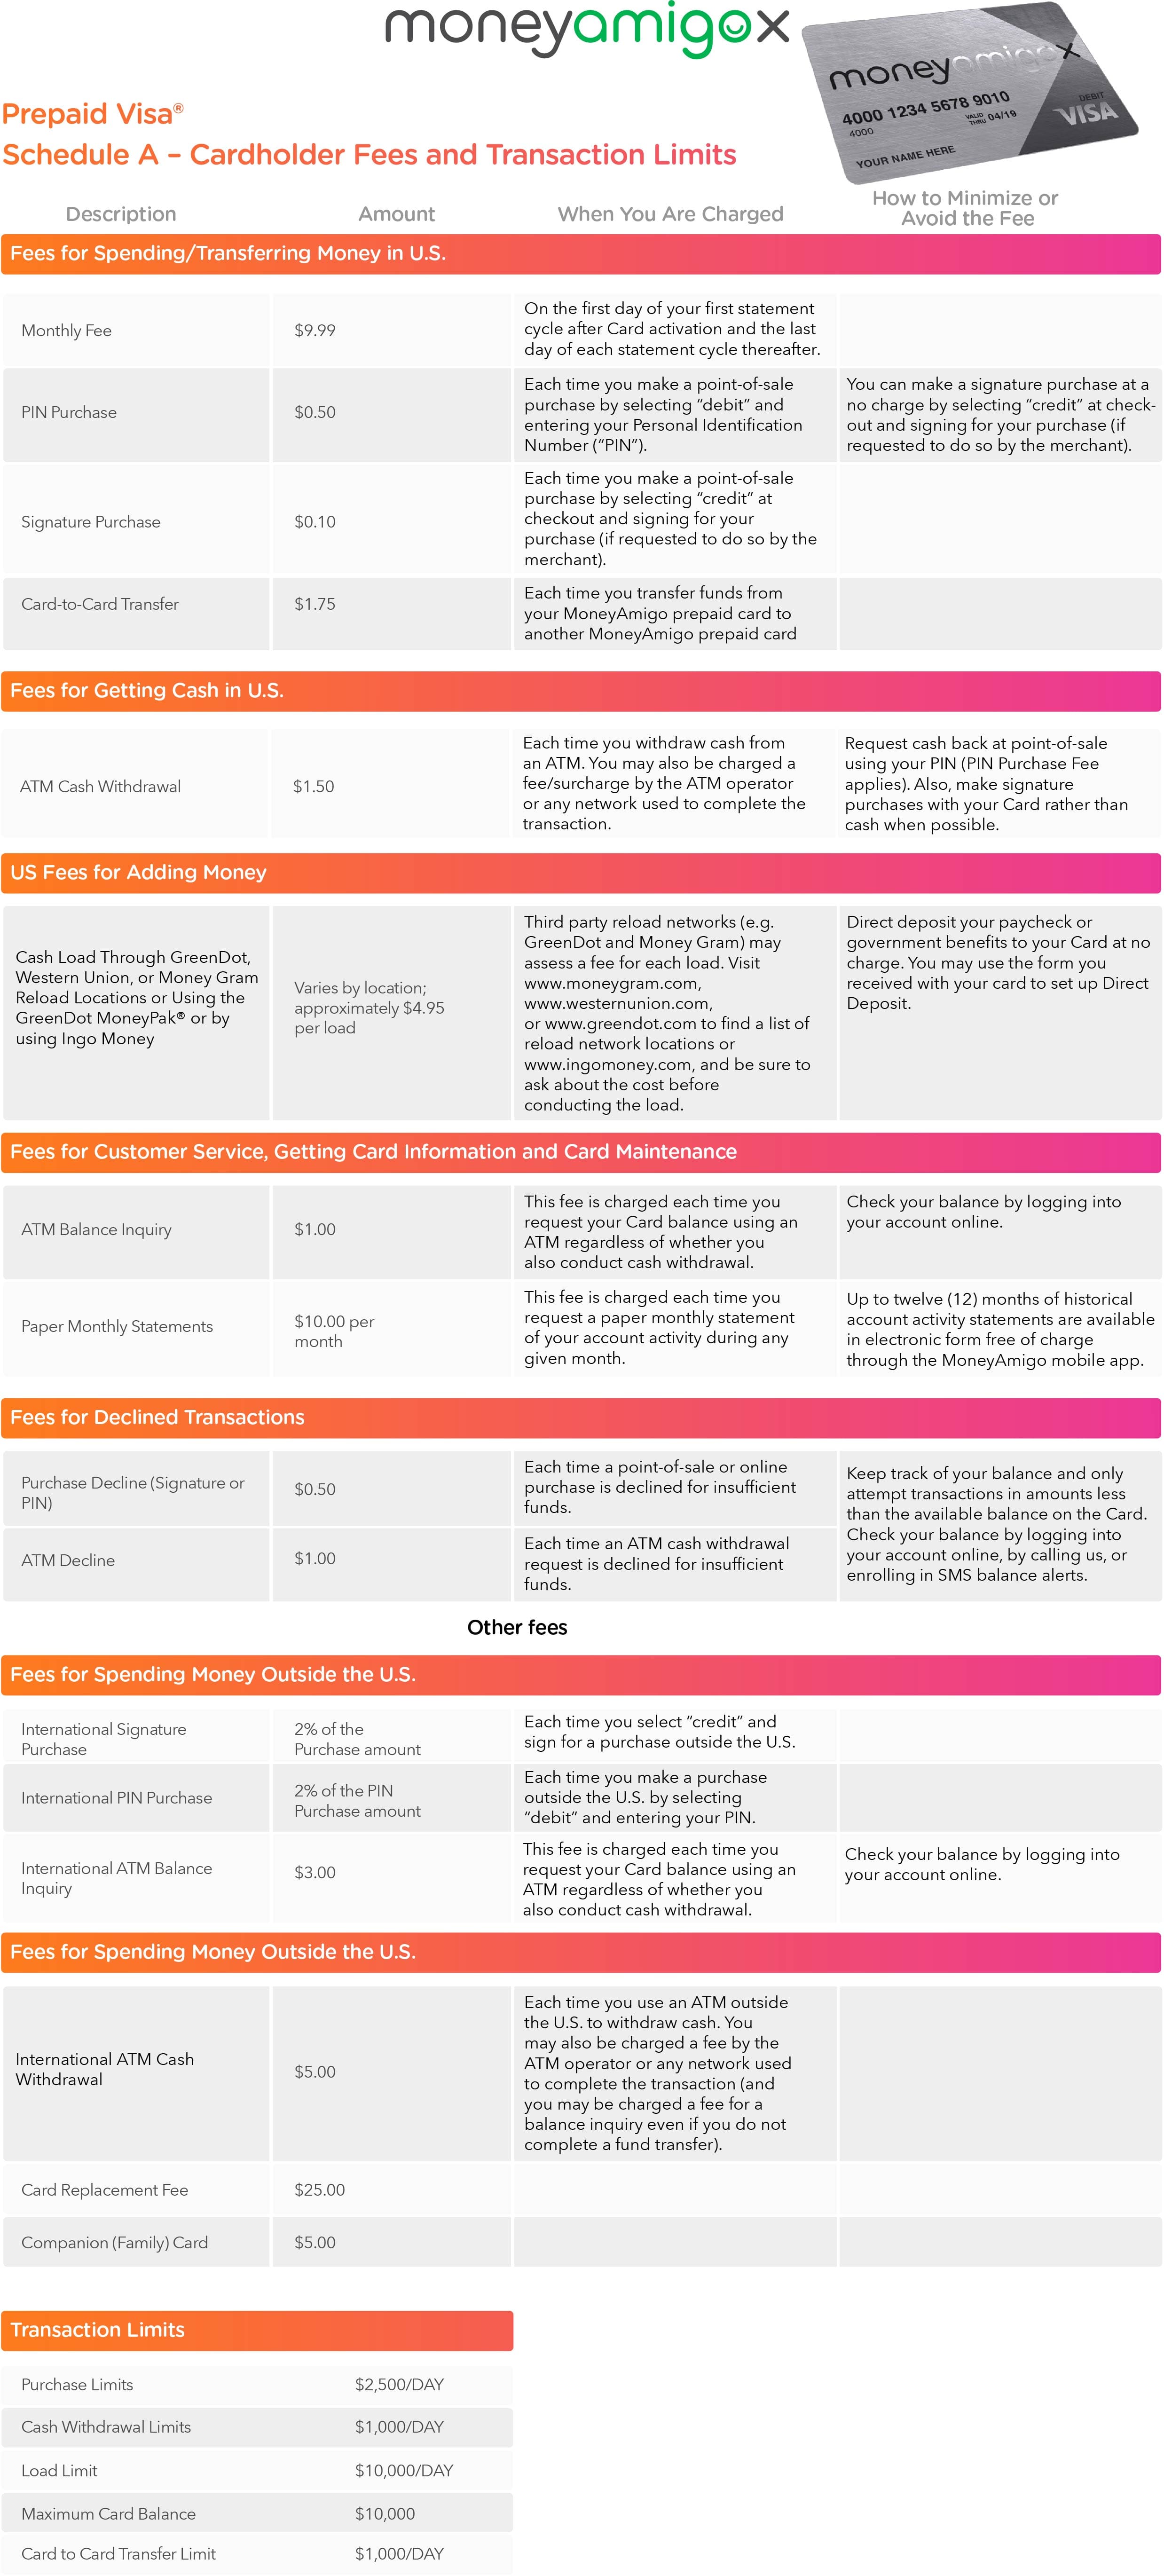 moneyamigox
moneyamigox
4000 1234 5678 9010
4000
VALID THRU 04/19
DEBIT
VISA
YOUR NAME HERE
Prepaid Visa®
Schedule A – Cardholder Fees and Transaction Limits
Description
Amount
When You Are Charged
How to Minimize or
Avoid the Fee
Fees for Spending/Transferring Money in U.S.
Monthly Fee
$9.99
On the first day of your first statement
cycle after Card activation and the last
day of each statement cycle thereafter.
PIN Purchase
$0.50
Each time you make a point-of-sale
purchase by selecting “debit” and
entering your Personal Identification
Number (“PIN”).
You can make a signature purchase at a
no charge by selecting “credit” at check-
out and signing for your purchase (if
requested to do so by the merchant).
Signature Purchase
$0.10
Each time you make a point-of-sale
purchase by selecting “credit” at
checkout and signing for your
purchase (if requested to do so by the
merchant).
Card-to-Card Transfer
$1.75
Each time you transfer funds from
your MoneyAmigo prepaid card to
another MoneyAmigo prepaid card
Fees for Getting Cash in U.S.
ATM Cash Withdrawal
$1.50
Each time you withdraw cash from
an ATM. You may also be charged a
fee/surcharge by the ATM operator
or any network used to complete the
transaction.
Request cash back at point-of-sale
using your PIN (PIN Purchase Fee
applies). Also, make signature
purchases with your Card rather than
cash when possible.
US Fees for Adding Money
Cash Load Through GreenDot,
Western Union, or Money Gram
Reload Locations or Using the
GreenDot MoneyPak® or by
using Ingo Money
Varies by location;
approximately $4.95
per load
Third party reload networks (e.g.
GreenDot and Money Gram) may
assess a fee for each load. Visit
www.moneygram.com,
www.westernunion.com,
or www.greendot.com to find a list of
reload network locations or
www.ingomoney.com, and be sure to
ask about the cost before
conducting the load.
Direct deposit your paycheck or
government benefits to your Card at no
charge. You may use the form you
received with your card to set up Direct
Deposit.
Fees for Customer Service, Getting Card Information and Card Maintenance
ATM Balance Inquiry
$1.00
This fee is charged each time you
request your Card balance using an
ATM regardless of whether you
also conduct cash withdrawal.
Check your balance by logging into
your account online.
Paper Monthly Statements
$10.00 per
month
This fee is charged each time you
request a paper monthly statement
of your account activity during any
given month.
Up to twelve (12) months of historical
account activity statements are available
in electronic form free of charge
through the MoneyAmigo mobile app.
Fees for Declined Transactions
Purchase Decline (Signature or
PIN)
$0.50
Each time a point-of-sale or online
purchase is declined for insufficient
funds.
Keep track of your balance and only
attempt transactions in amounts less
than the available balance on the Card.
Check your balance by logging into
your account online, by calling us, or
enrolling in SMS balance alerts.
ATM Decline
$1.00
Each time an ATM cash withdrawal
request is declined for insufficient
funds.
Other fees
Fees for Spending Money Outside the U.S.
International Signature
Purchase
2% of the
Purchase amount
Each time you select “credit” and
sign for a purchase outside the U.S.
International PIN Purchase
2% of the PIN
Purchase amount
Each time you make a purchase
outside the U.S. by selecting
“debit” and entering your PIN.
International ATM Balance
Inquiry
$3.00
This fee is charged each time you
request your Card balance using an
ATM regardless of whether you
also conduct cash withdrawal.
Check your balance by logging into
your account online.
Fees for Spending Money Outside the U.S.
International ATM Cash
Withdrawal
$5.00
Each time you use an ATM outside
the U.S. to withdraw cash. You
may also be charged a fee by the
ATM operator or any network used
to complete the transaction (and
you may be charged a fee for a
balance inquiry even if you do not
complete a fund transfer).
Card Replacement Fee
$25.00
Companion (Family) Card
$5.00
Transaction Limits
Purchase Limits
$2,500/DAY
Cash Withdrawal Limits
$1,000/DAY
Load Limit
$10,000/DAY
Maximum Card Balance
$10,000
Card to Card Transfer Limit
$1,000/DAY